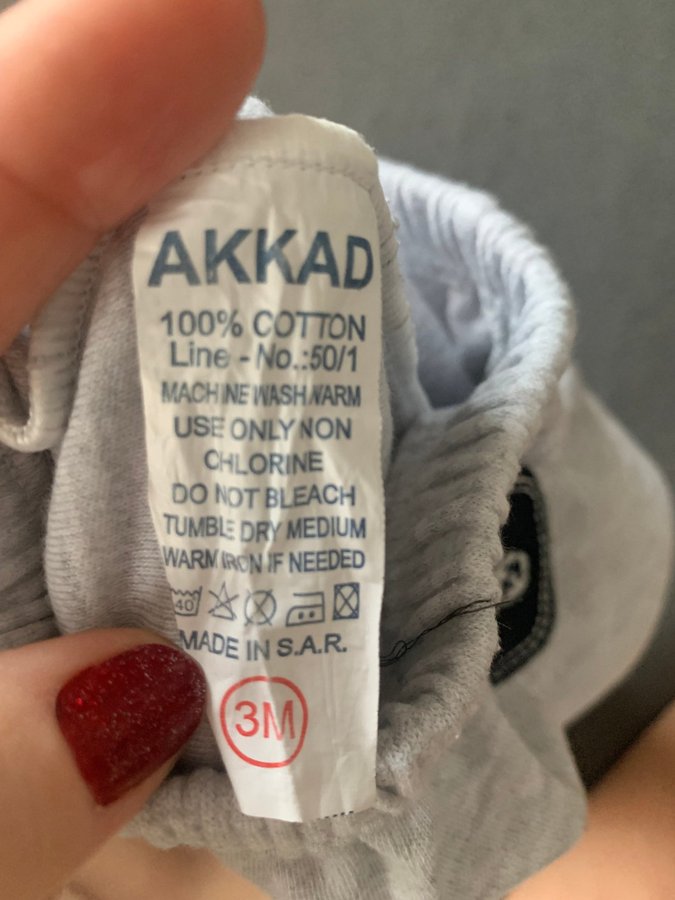 AKKAD
100% COTTON
Line - No.:50/1
MACHINE WASH WARM
USE ONLY NON
CHLORINE
DO NOT BLEACH
TUMBLE DRY MEDIUM
WARM IRON IF NEEDED
40
MADE IN S.A.R.
3M